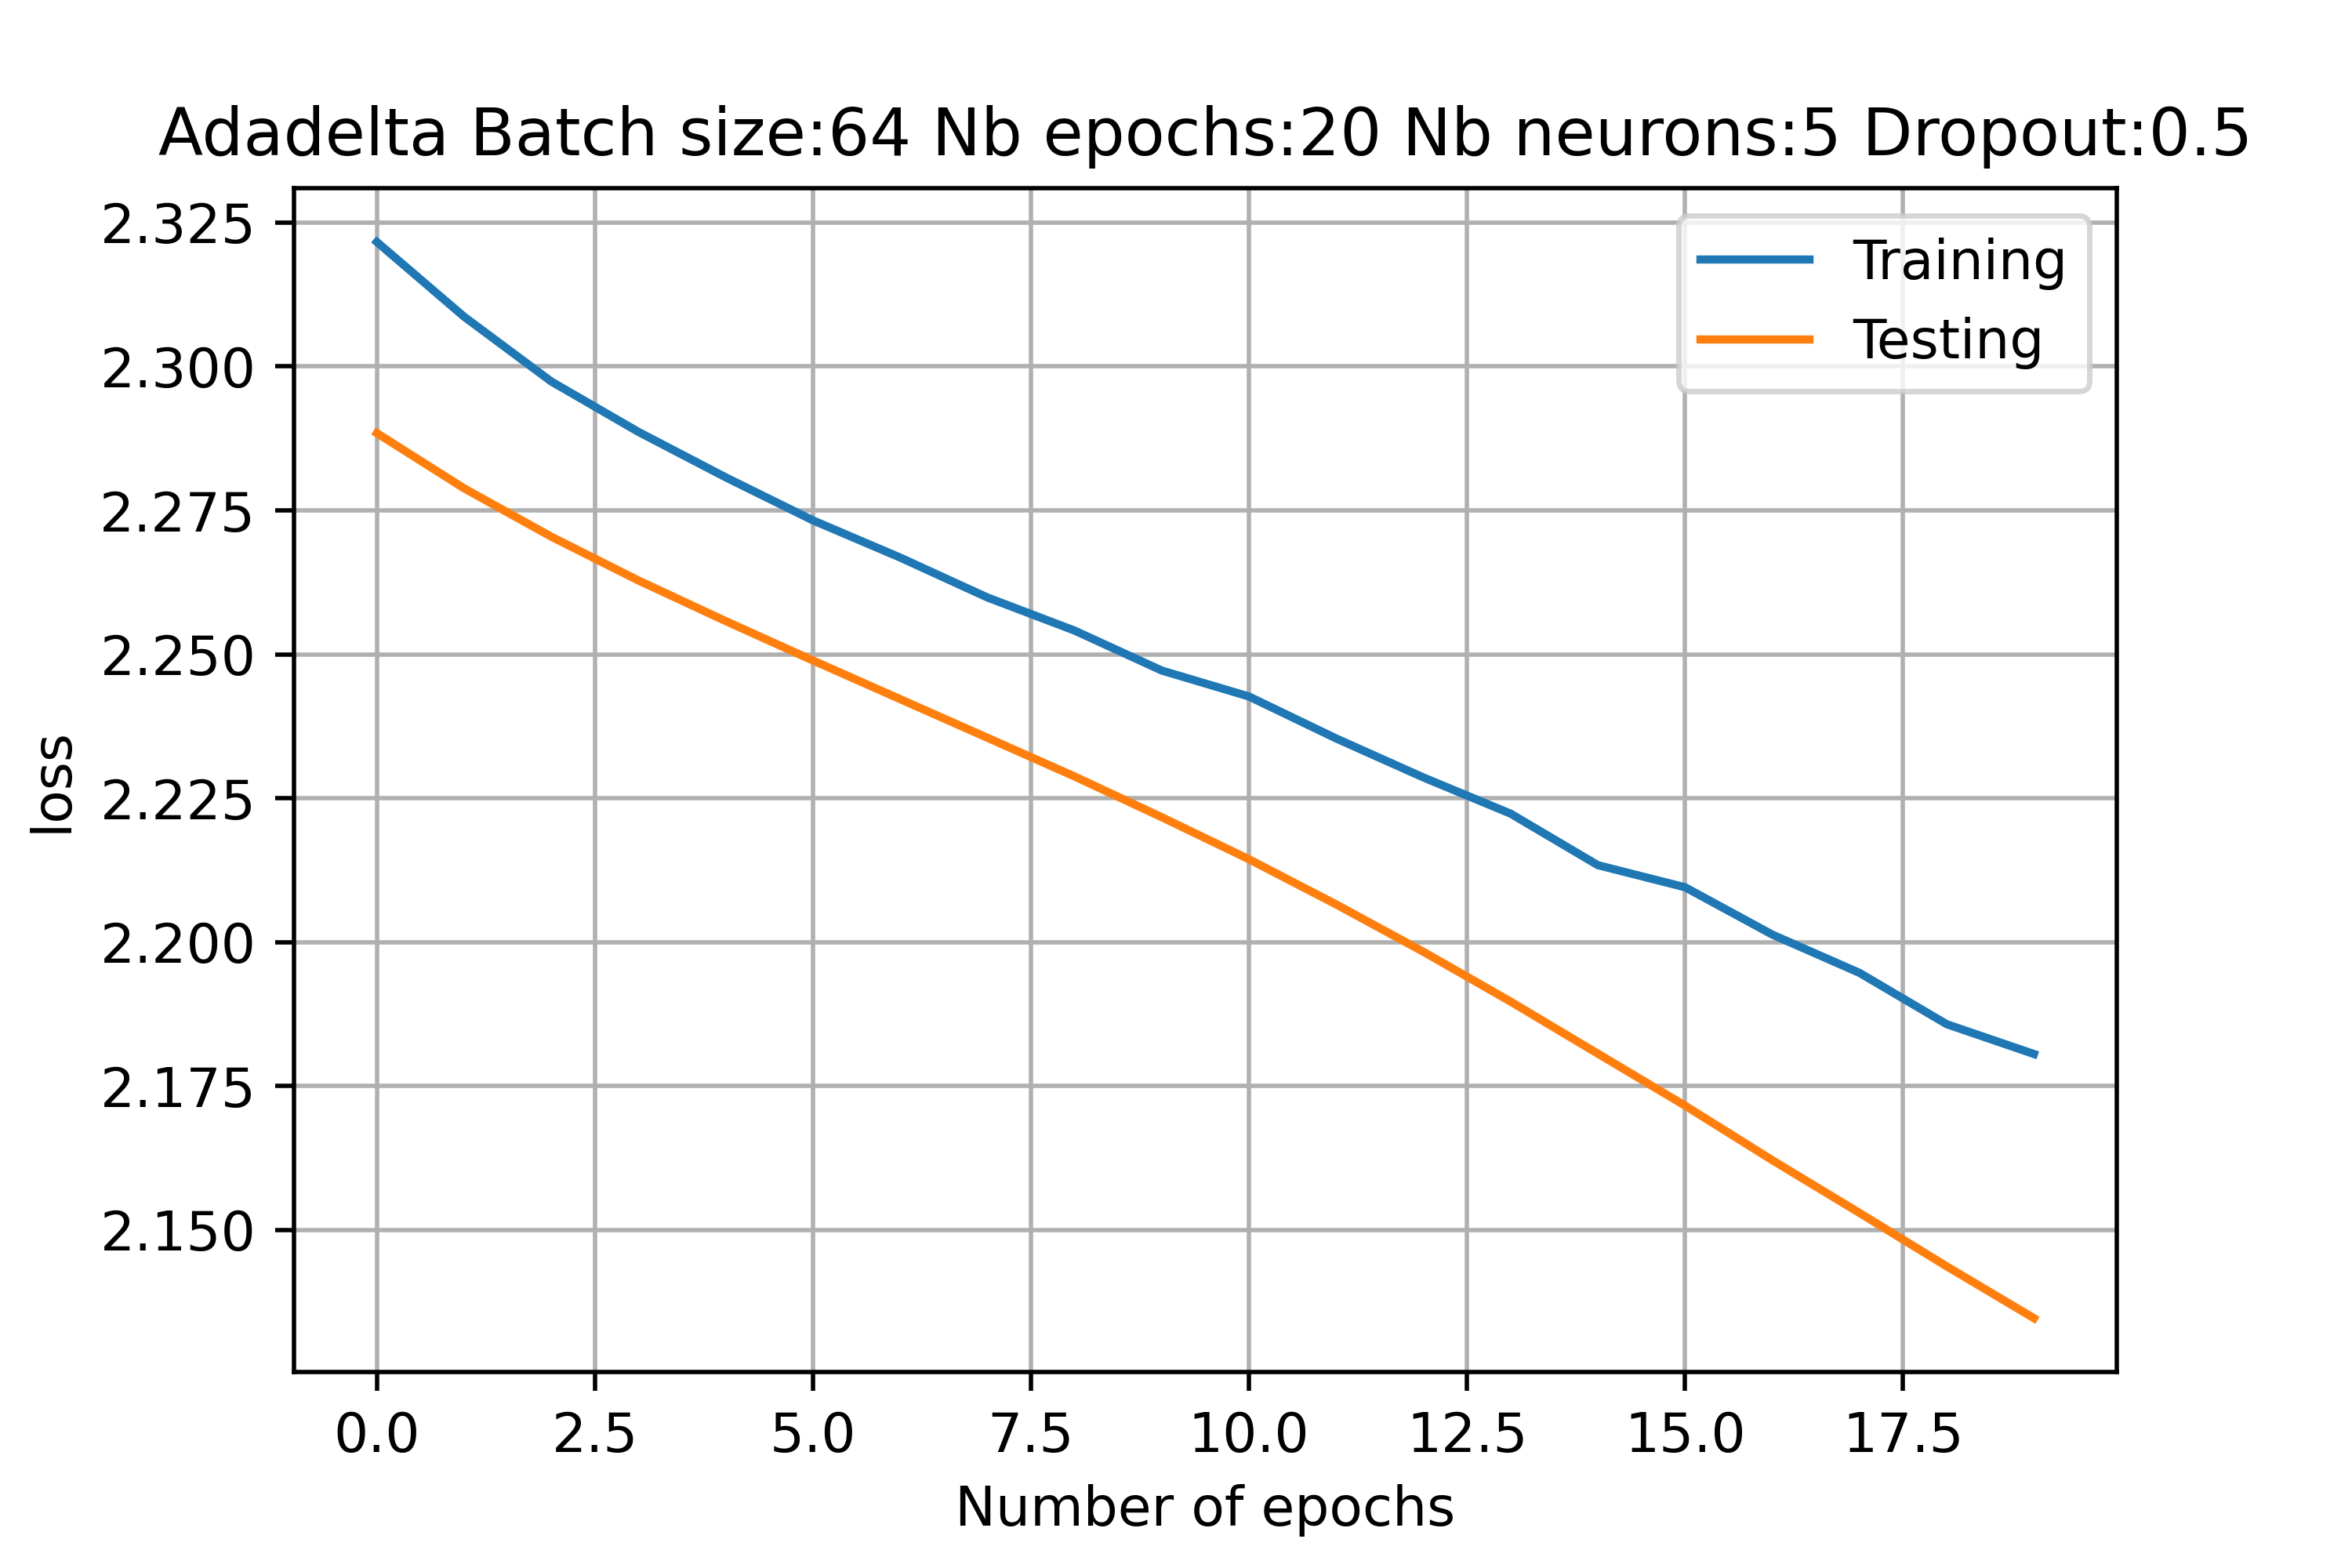 Adadelta Batch size:64 Nb epochs:20 Nb neurons:5 Dropout:0.5
2.325
2.300
2.275
2.250
2.225
2.200
2.175
2.150
loss
Training
Testing
0.0 2.5 5.0 7.5 10.0 12.5 15.0 17.5
Number of epochs